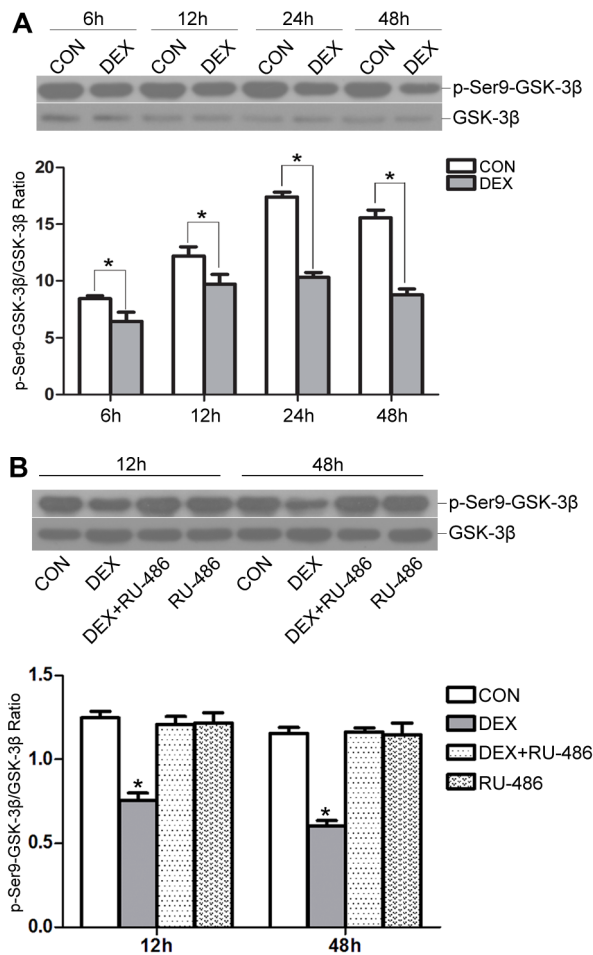 A
6h 12h 24h 48h
CON DEX CON DEX CON DEX CON DEX
p-Ser9-GSK-3β
GSK-3β
p-Ser9-GSK-3β/GSK-3β Ratio
20
15
10
5
0
* * * *
CON
DEX
6h 12h 24h 48h
B
12h 48h
p-Ser9-GSK-3β
GSK-3β
CON DEX DEX+RU-486 RU-486 CON DEX DEX+RU-486 RU-486
p-Ser9-GSK-3β/GSK-3β Ratio
1.5
1.0
0.5
0.0
* *
CON
DEX
DEX+RU-486
RU-486
12h 48h